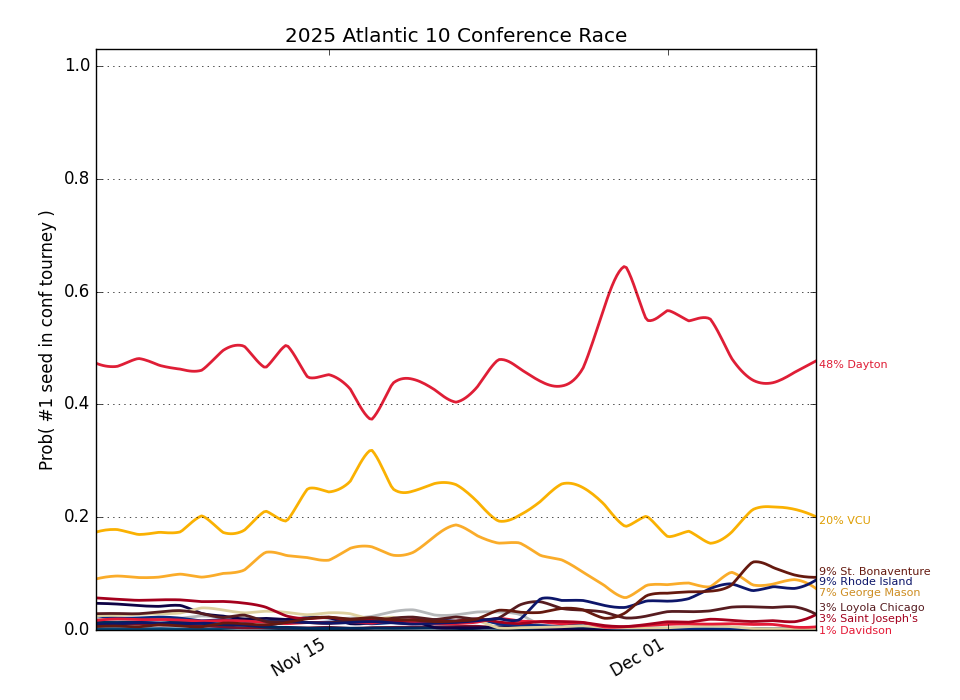 2025 Atlantic 10 Conference Race
Prob( #1 seed in conf tourney )
1.0
0.8
0.6
0.4
0.2
0.0
Nov 15
Dec 01
48% Dayton
20% VCU
9% St. Bonaventure
9% Rhode Island
7% George Mason
3% Loyola Chicago
3% Saint Joseph's
1% Davidson